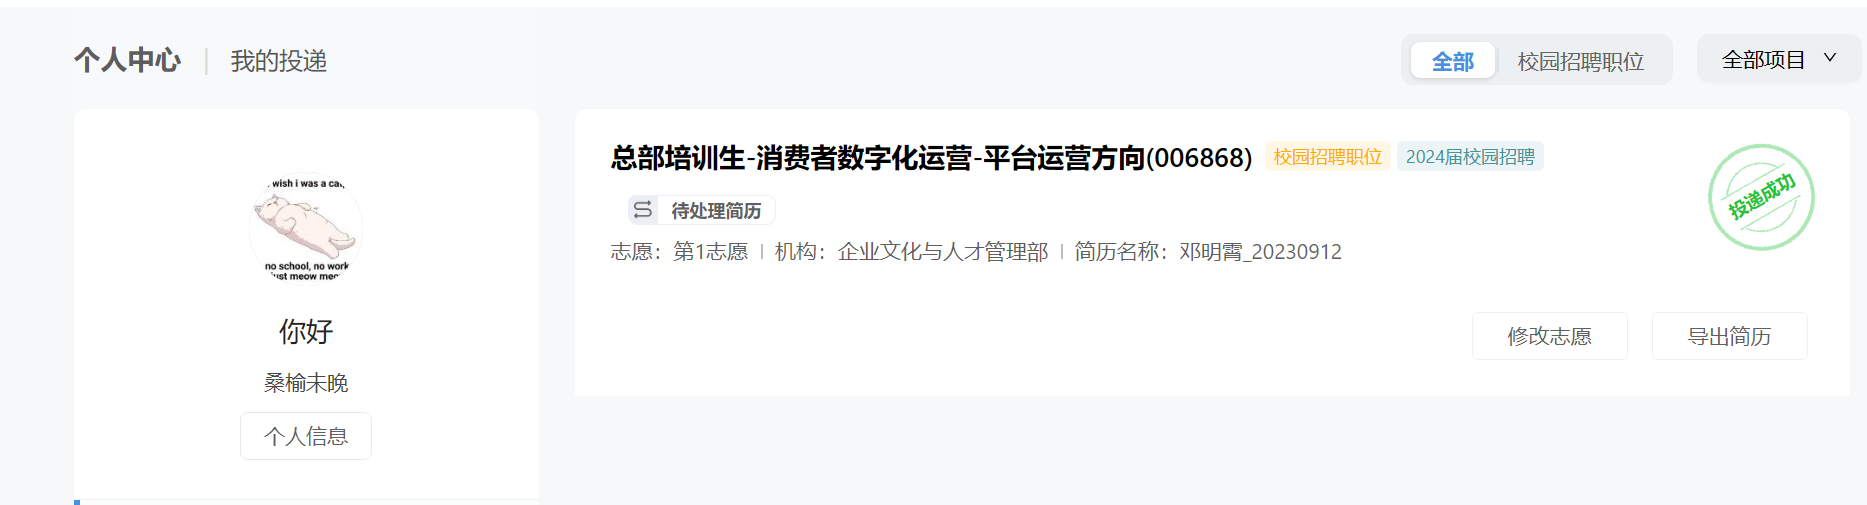 个人中心 | 我的投递
全部 校园招聘职位 全部项目
wish i was a cat,
no school, no work
just meow meow
你好
桑榆未晚
个人信息
总部培训生-消费者数字化运营-平台运营方向(006868) 校园招聘职位 2024届校园招聘
待处理简历
志愿：第1志愿 | 机构：企业文化与人才管理部 | 简历名称：邓明霄_20230912
投递成功
修改志愿 导出简历